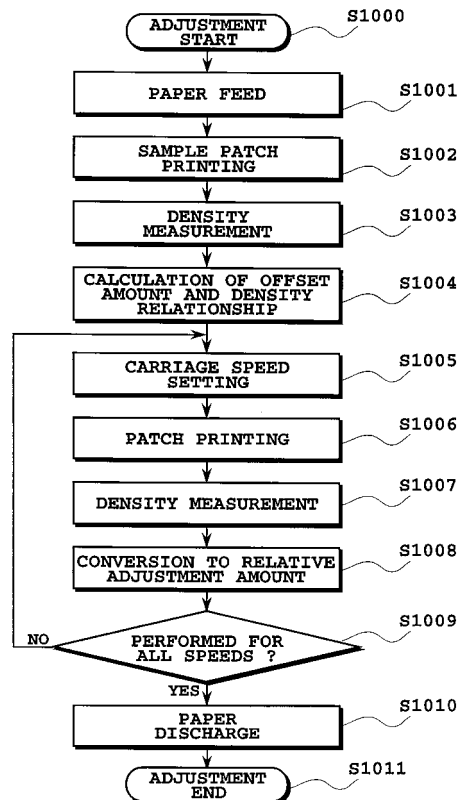 ADJUSTMENT
START
S1000
PAPER FEED
S1001
SAMPLE PATCH
PRINTING
S1002
DENSITY
MEASUREMENT
S1003
CALCULATION OF OFFSET
AMOUNT AND DENSITY
RELATIONSHIP
S1004
CARRIAGE SPEED
SETTING
S1005
PATCH PRINTING
S1006
DENSITY MEASUREMENT
S1007
CONVERSION TO RELATIVE
ADJUSTMENT AMOUNT
S1008
PERFORMED FOR
ALL SPEEDS ?
S1009
NO
YES
PAPER
DISCHARGE
S1010
ADJUSTMENT
END
S1011